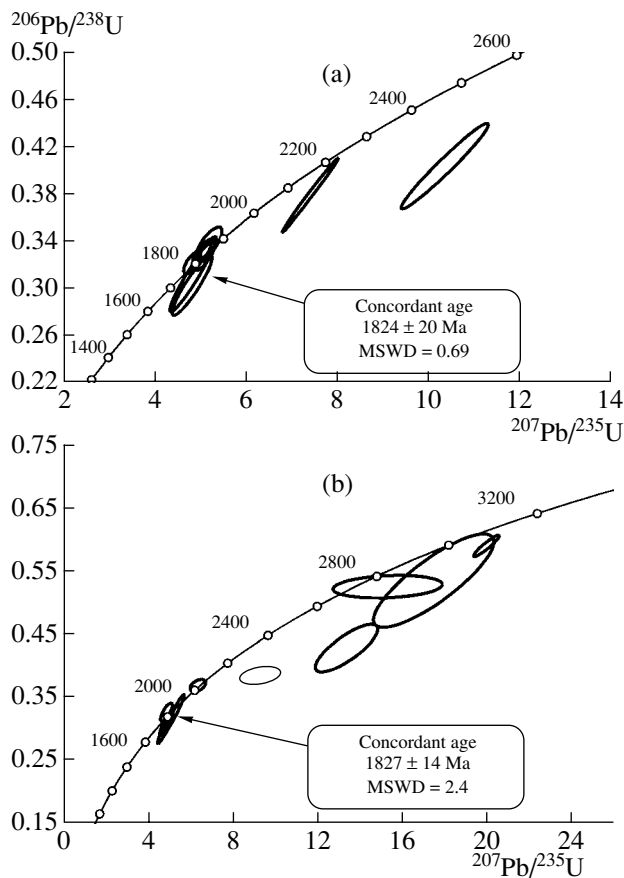 206Pb/238U
0.50
(a)
2600
0.46
2400
0.42
2200
0.38
2000
0.34
1800
0.30
1600
Concordant age
1824 ± 20 Ma
MSWD = 0.69
0.26
1400
0.22
2 4 6 8 10 12 14
207Pb/235U
0.75
(b)
0.65
3200
0.55
2800
0.45
2400
0.35
2000
0.25
1600
Concordant age
1827 ± 14 Ma
MSWD = 2.4
0.15
0 4 8 12 16 20 24
207Pb/235U